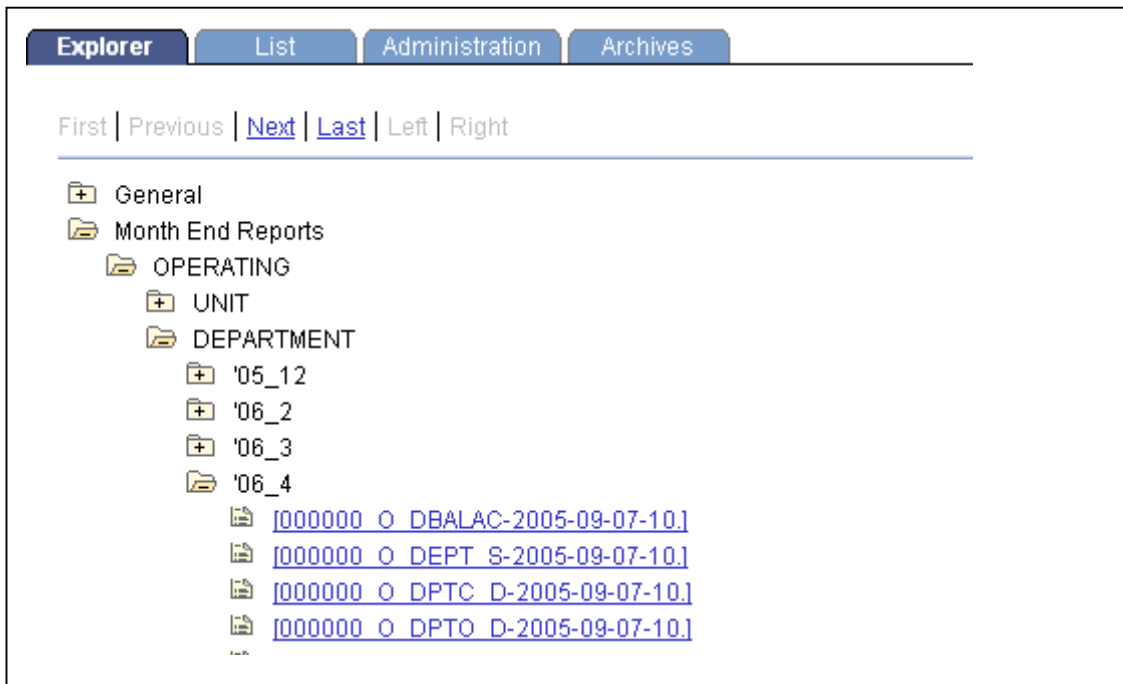 Explorer List Administration Archives
First | Previous | Next | Last | Left | Right
General
Month End Reports
OPERATING
UNIT
DEPARTMENT
'05_12
'06_2
'06_3
'06_4
[000000_O_DBALAC-2005-09-07-10.]
[000000_O_DEPT_S-2005-09-07-10.]
[000000_O_DPTC_D-2005-09-07-10.]
[000000_O_DPTO_D-2005-09-07-10.]